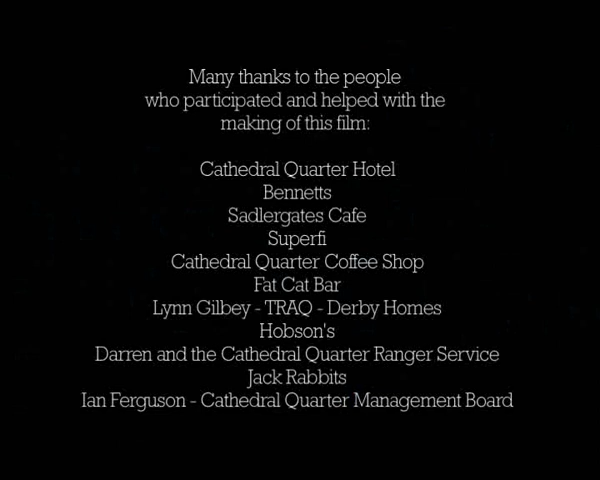 Many thanks to the people
who participated and helped with the
making of this film:
Cathedral Quarter Hotel
Bennetts
Sadlergates Cafe
Superfi
Cathedral Quarter Coffee Shop
Fat Cat Bar
Lynn Gilbey - TRAQ - Derby Homes
Hobson's
Darren and the Cathedral Quarter Ranger Service
Jack Rabbits
Ian Ferguson - Cathedral Quarter Management Board